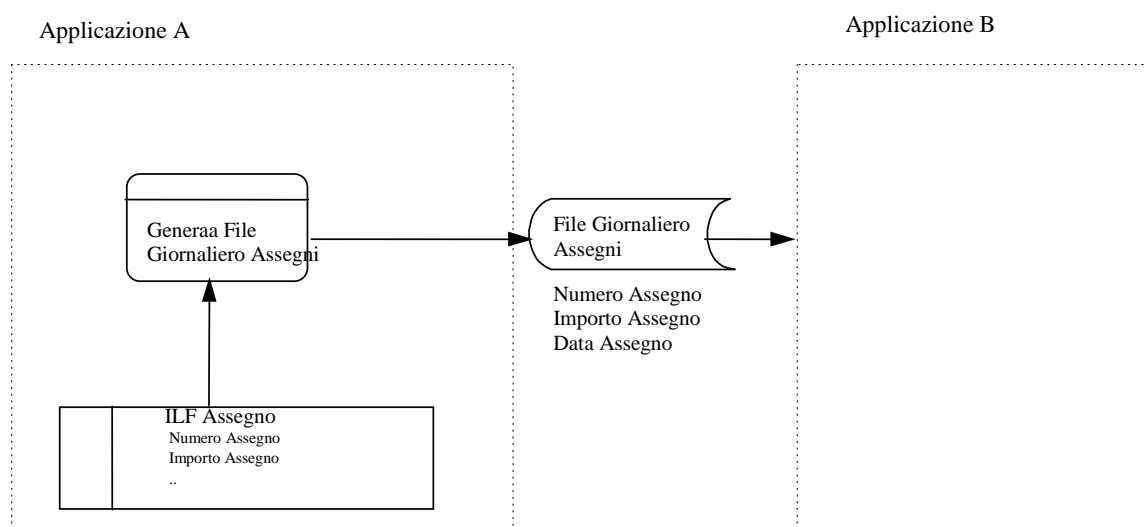 Applicazione A
Applicazione B
Generaa File
Giornaliero Assegni
File Giornaliero
Assegni
Numero Assegno
Importo Assegno
Data Assegno
ILF Assegno
Numero Assegno
Importo Assegno
..